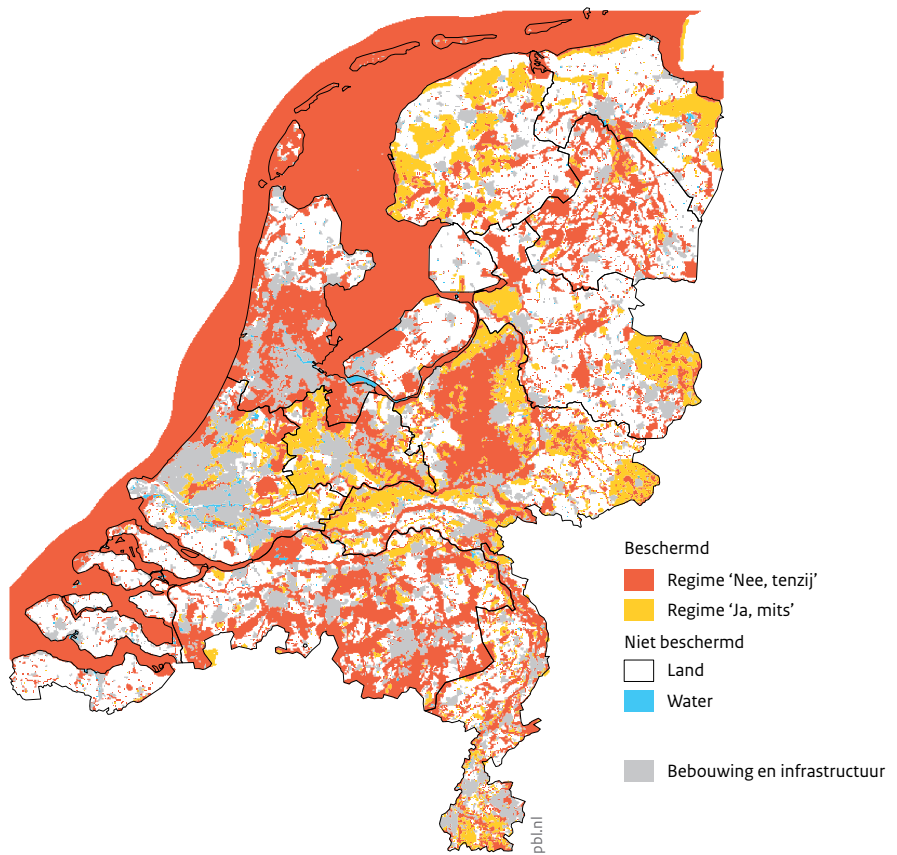 Beschermd
Regime ‘Nee, tenzij’
Regime ‘Ja, mits’
Niet beschermd
Land
Water
Bebouwing en infrastructuur
pbl.nl